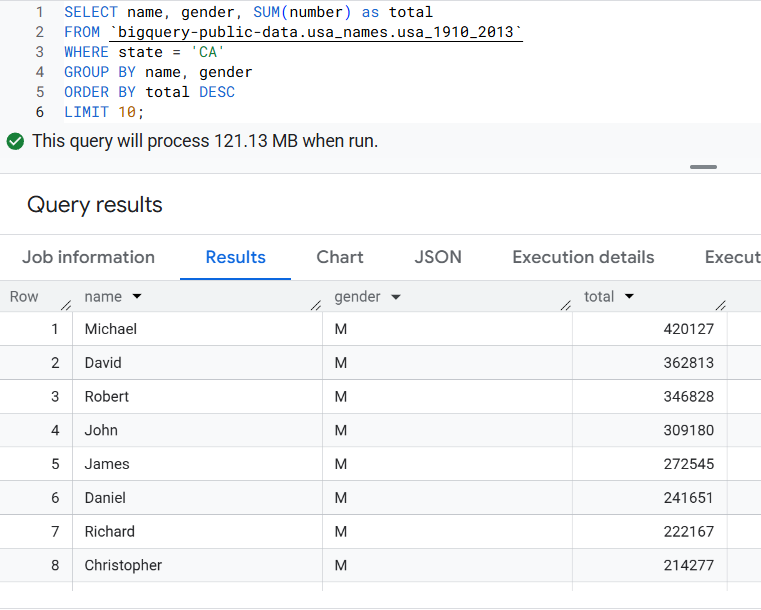 1 SELECT name, gender, SUM(number) as total
2 FROM `bigquery-public-data.usa_names.usa_1910_2013`
3 WHERE state = 'CA'
4 GROUP BY name, gender
5 ORDER BY total DESC
6 LIMIT 10;
This query will process 121.13 MB when run.
Query results
Job information Results Chart JSON Execution details Execut
Row name gender total
1 Michael M 420127
2 David M 362813
3 Robert M 346828
4 John M 309180
5 James M 272545
6 Daniel M 241651
7 Richard M 222167
8 Christopher M 214277